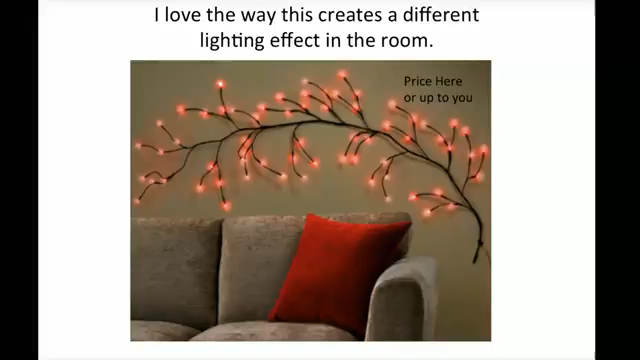 I love the way this creates a different
lighting effect in the room.
Price Here
or up to you